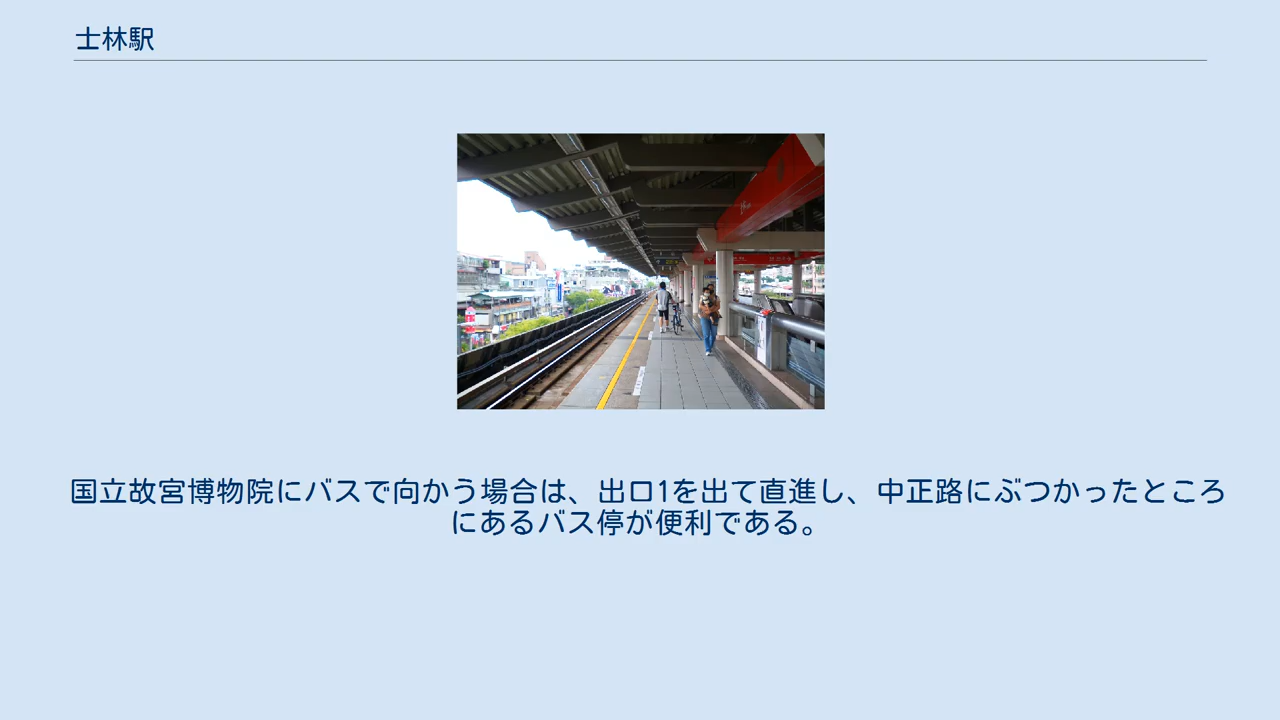 士林駅
国立故宮博物院にバスで向かう場合は、出口1を出て直進し、中正路にぶつかったところ
にあるバス停が便利である。